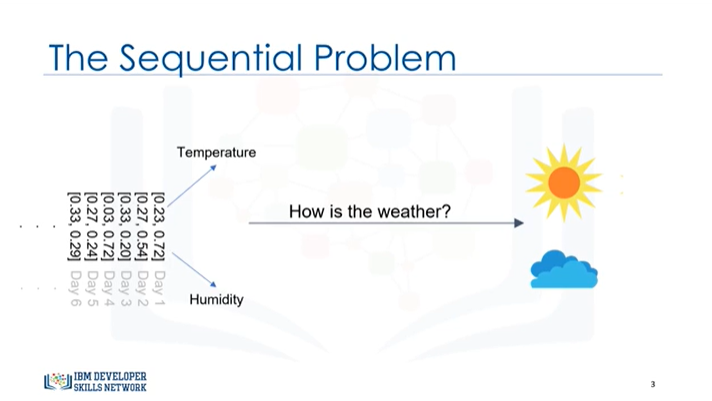 The Sequential Problem
Temperature
How is the weather?
Humidity
[0.23, 0.72] Day 1
[0.27, 0.54] Day 2
[0.33, 0.20] Day 3
[0.03, 0.72] Day 4
[0.27, 0.24] Day 5
[0.33, 0.29] Day 6
. . .
. . .
IBM DEVELOPER
SKILLS NETWORK
3